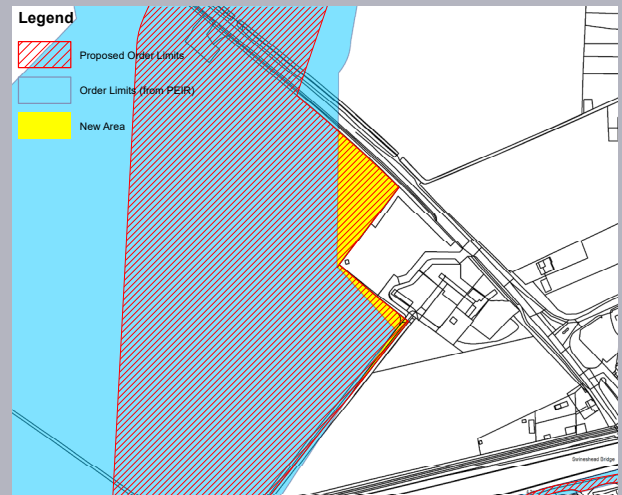 Legend
Proposed Order Limits
Order Limits (from PEIR)
New Area
Swineshead Bridge